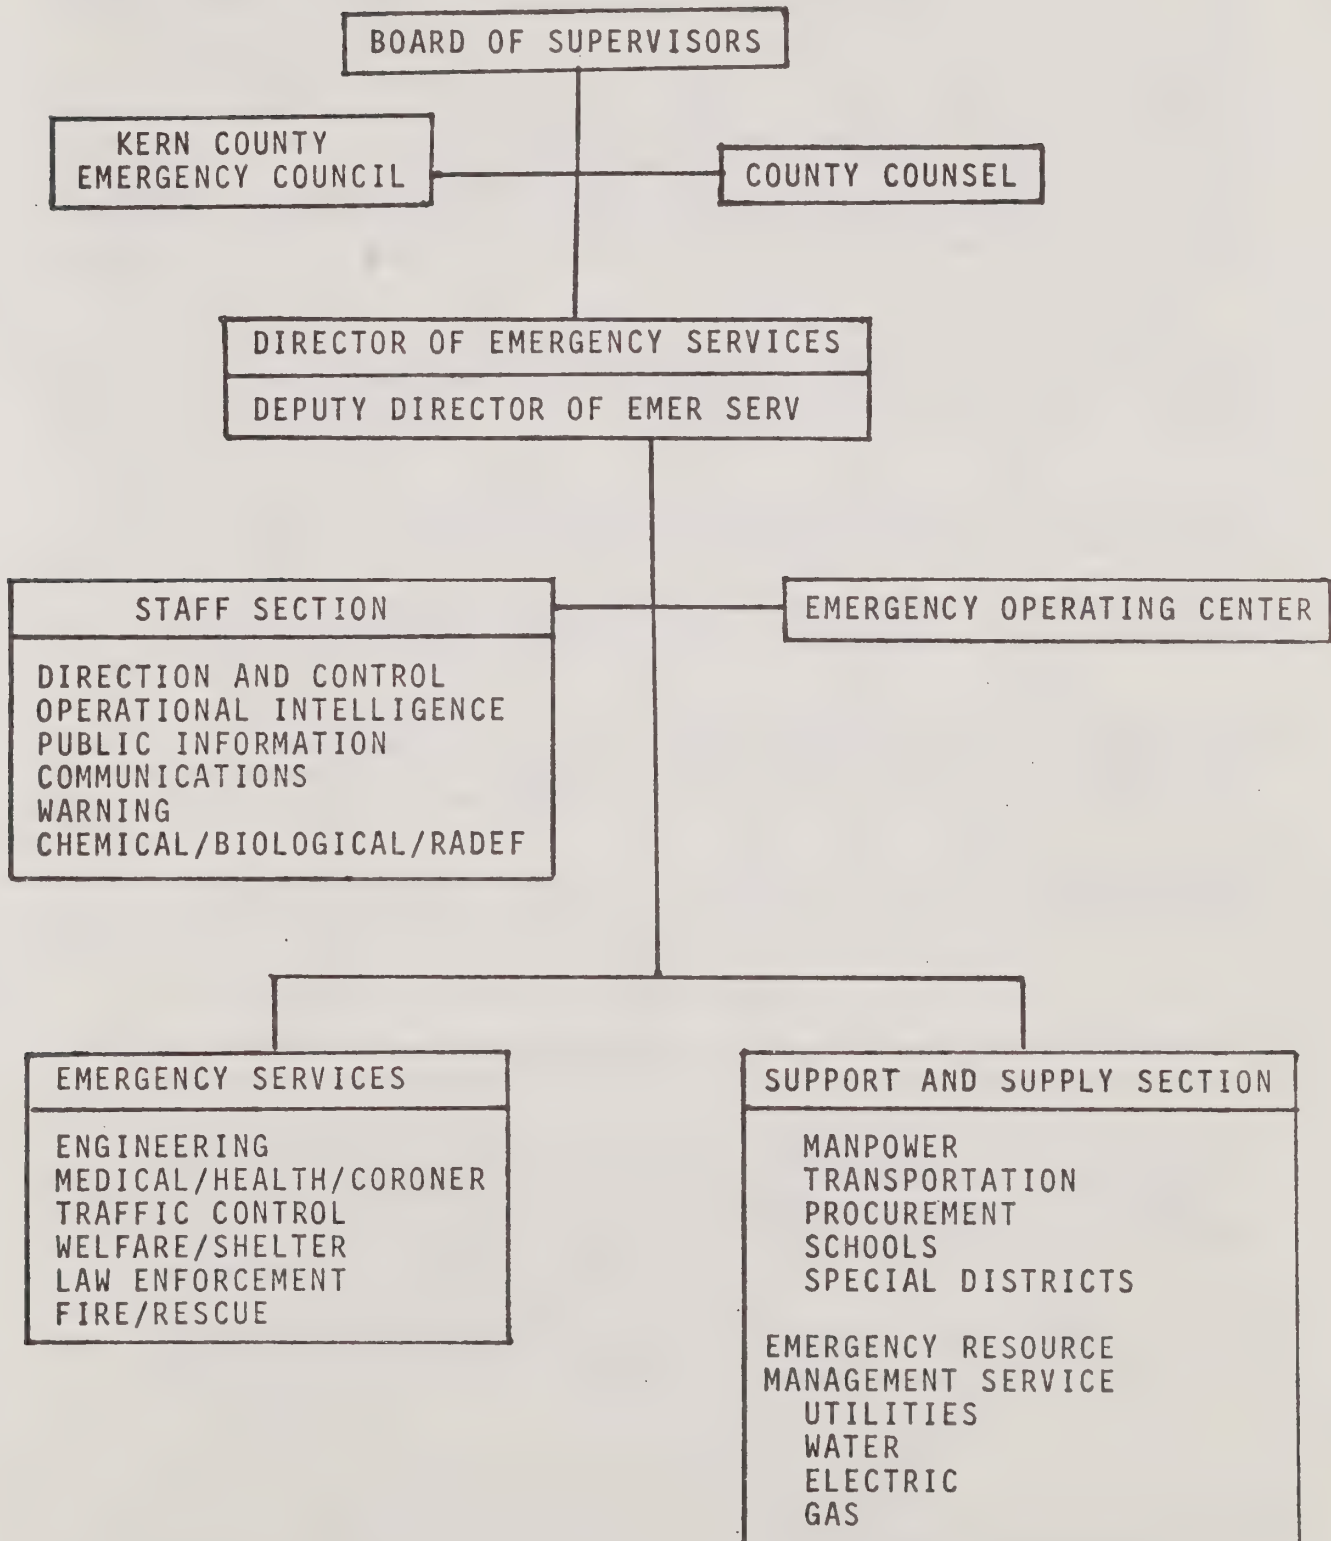 BOARD OF SUPERVISORS
KERN COUNTY
EMERGENCY COUNCIL
COUNTY COUNSEL
DIRECTOR OF EMERGENCY SERVICES
DEPUTY DIRECTOR OF EMER SERV
STAFF SECTION
DIRECTION AND CONTROL
OPERATIONAL INTELLIGENCE
PUBLIC INFORMATION
COMMUNICATIONS
WARNING
CHEMICAL/BIOLOGICAL/RADEF
EMERGENCY OPERATING CENTER
EMERGENCY SERVICES
ENGINEERING
MEDICAL/HEALTH/CORONER
TRAFFIC CONTROL
WELFARE/SHELTER
LAW ENFORCEMENT
FIRE/RESCUE
SUPPORT AND SUPPLY SECTION
MANPOWER
TRANSPORTATION
PROCUREMENT
SCHOOLS
SPECIAL DISTRICTS
EMERGENCY RESOURCE
MANAGEMENT SERVICE
UTILITIES
WATER
ELECTRIC
GAS